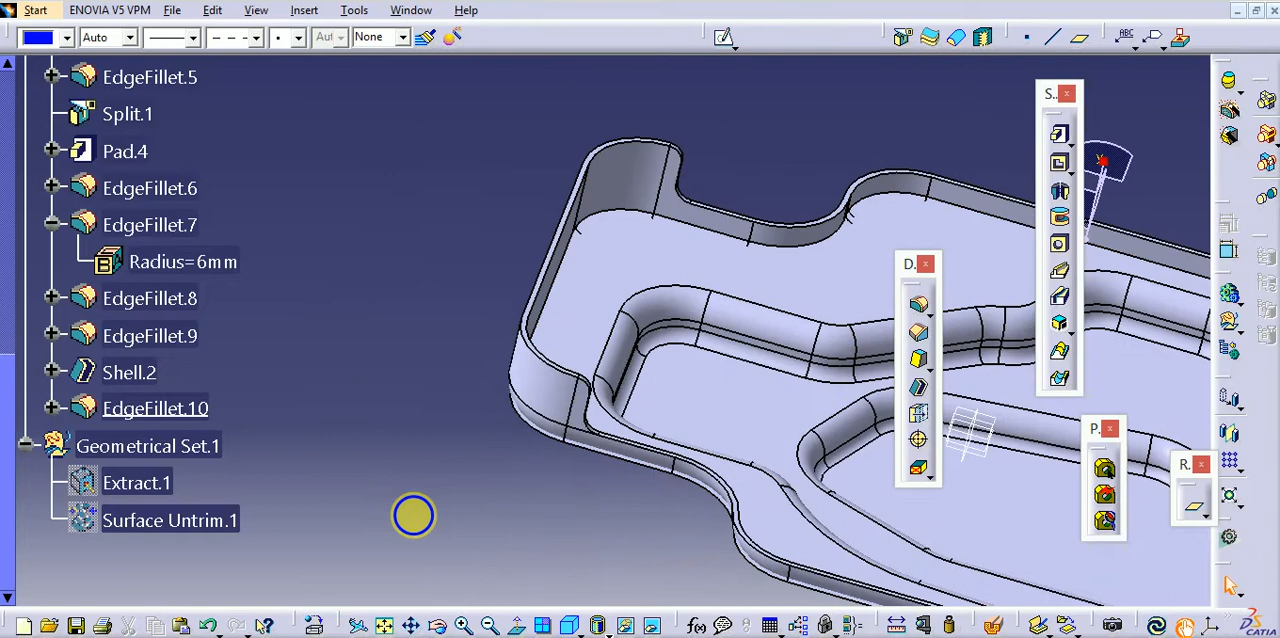 Start ENOVIA V5 VPM File Edit View Insert Tools Window Help
Auto Aut None
ABC
EdgeFillet.5
Split.1
Pad.4
EdgeFillet.6
EdgeFillet.7
Radius=6mm
EdgeFillet.8
EdgeFillet.9
Shell.2
EdgeFillet.10
Geometrical Set.1
Extract.1
Surface Untrim.1
S..
D.
P.
R.
f(x)
CATIA